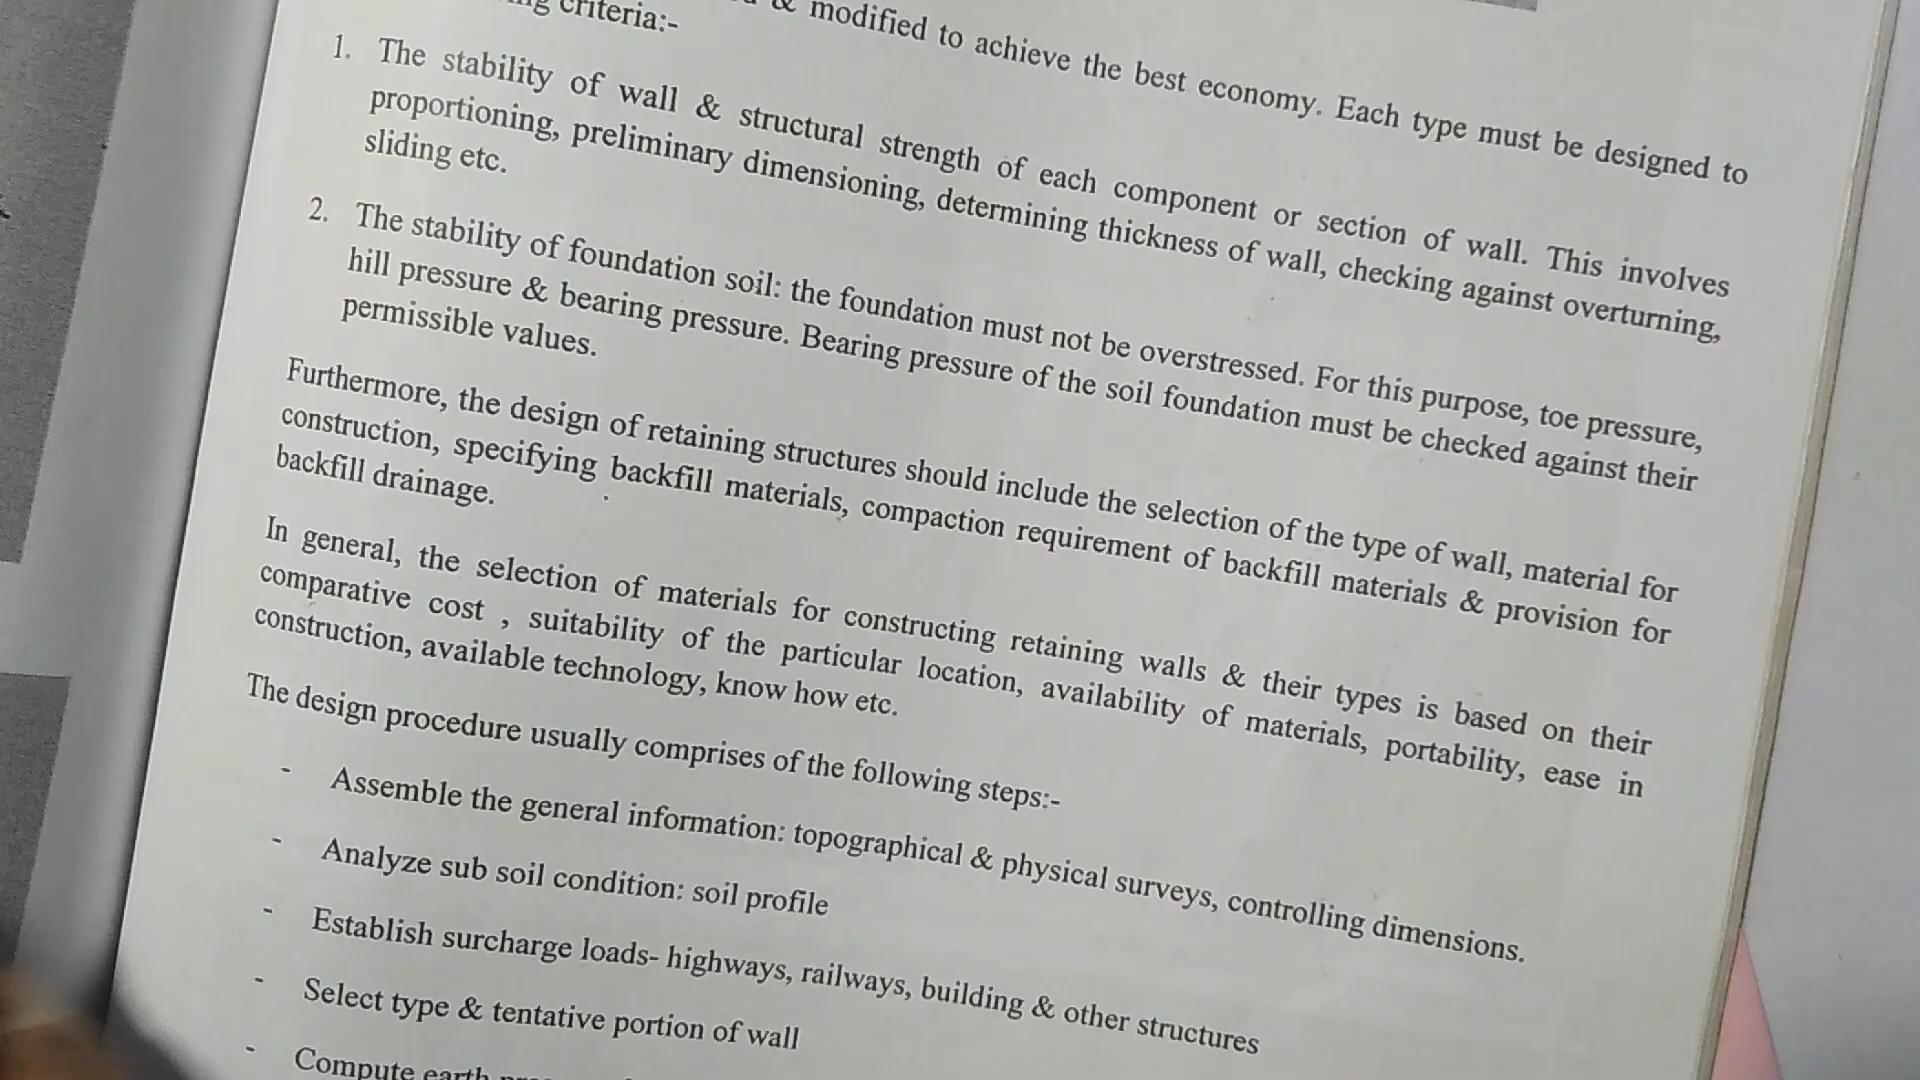 & modified to achieve the best economy. Each type must be designed to
criteria:-
1. The stability of wall & structural strength of each component or section of wall. This involves
proportioning, preliminary dimensioning, determining thickness of wall, checking against overturning,
sliding etc.
2. The stability of foundation soil: the foundation must not be overstressed. For this purpose, toe pressure,
hill pressure & bearing pressure. Bearing pressure of the soil foundation must be checked against their
permissible values.
Furthermore, the design of retaining structures should include the selection of the type of wall, material for
construction, specifying backfill materials, compaction requirement of backfill materials & provision for
backfill drainage.
In general, the selection of materials for constructing retaining walls & their types is based on their
comparative cost , suitability of the particular location, availability of materials, portability, ease in
construction, available technology, know how etc.
The design procedure usually comprises of the following steps:-
- Assemble the general information: topographical & physical surveys, controlling dimensions.
- Analyze sub soil condition: soil profile
- Establish surcharge loads- highways, railways, building & other structures
- Select type & tentative portion of wall
- Compute earth